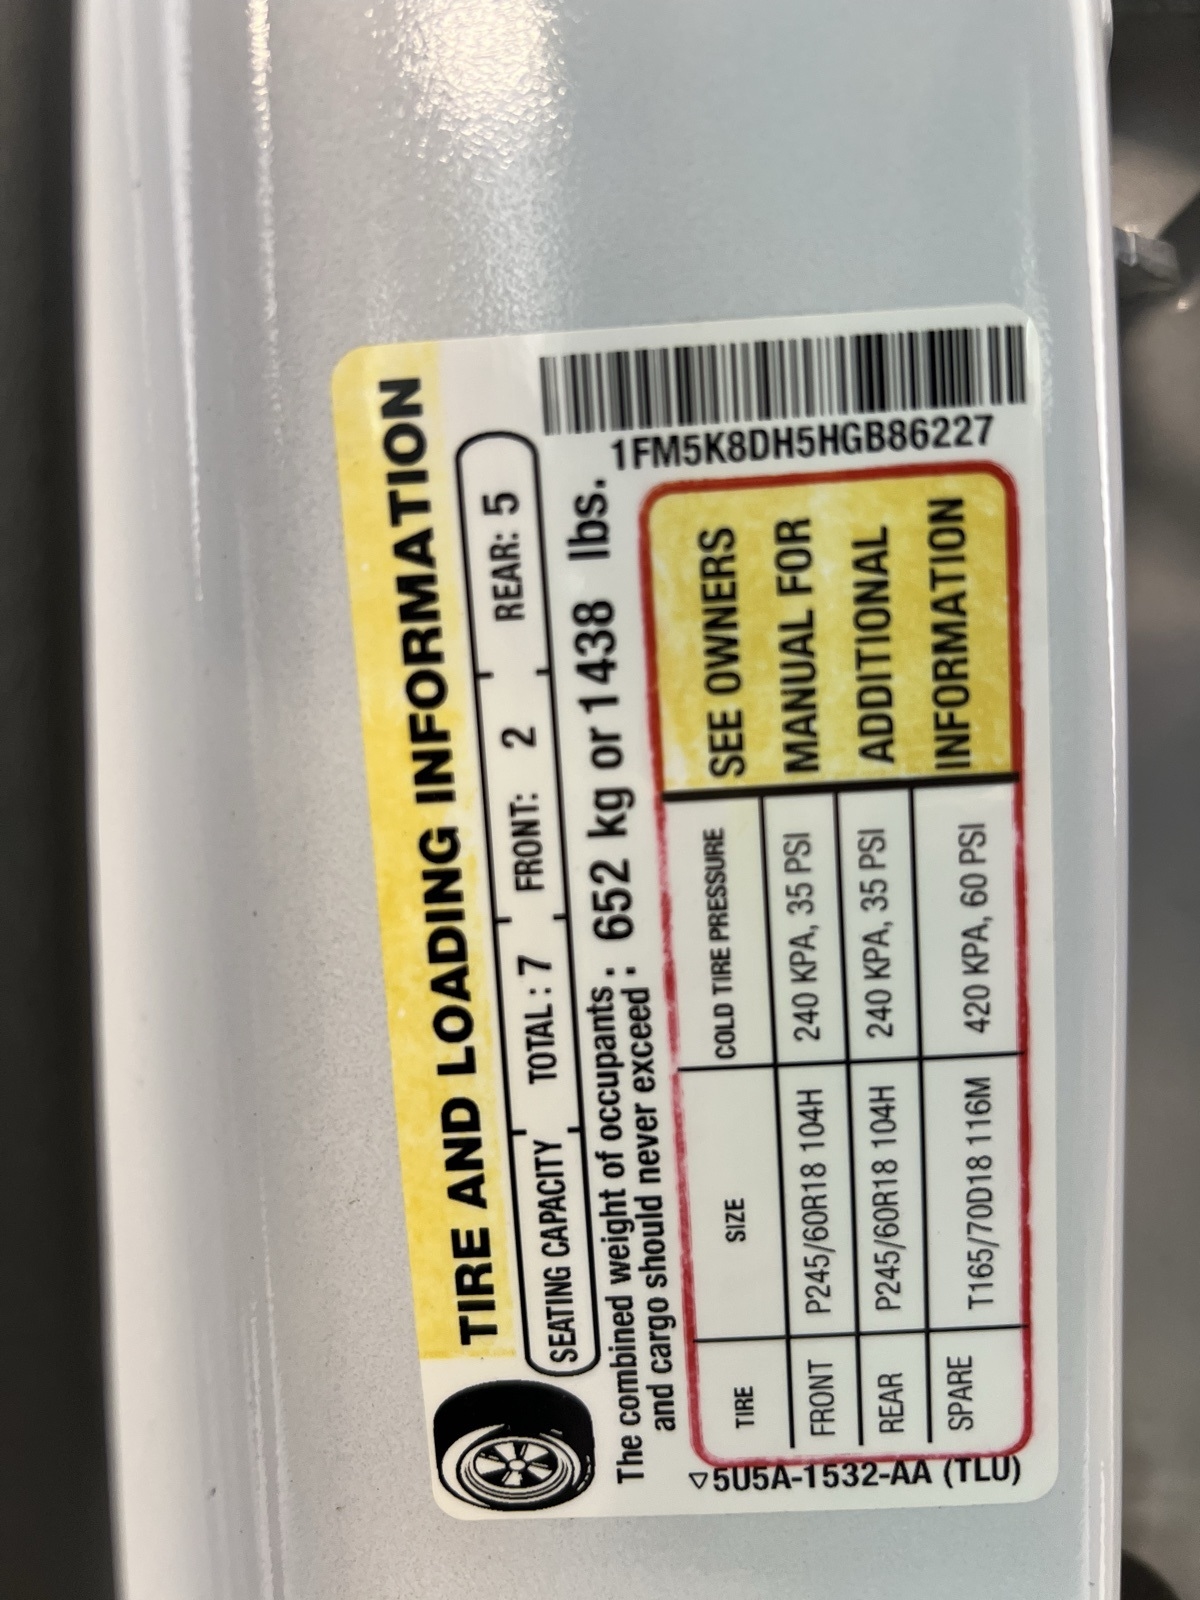 TIRE AND LOADING INFORMATION
SEATING CAPACITY TOTAL : 7 FRONT: 2 REAR: 5
The combined weight of occupants :
and cargo should never exceed : 652 kg or 1438 lbs.
1FM5K8DH5HGB86227
TIRE SIZE COLD TIRE PRESSURE
FRONT P245/60R18 104H 240 KPA, 35 PSI
REAR P245/60R18 104H 240 KPA, 35 PSI
SPARE T165/70D18 116M 420 KPA, 60 PSI
SEE OWNERS
MANUAL FOR
ADDITIONAL
INFORMATION
5U5A-1532-AA (TLU)